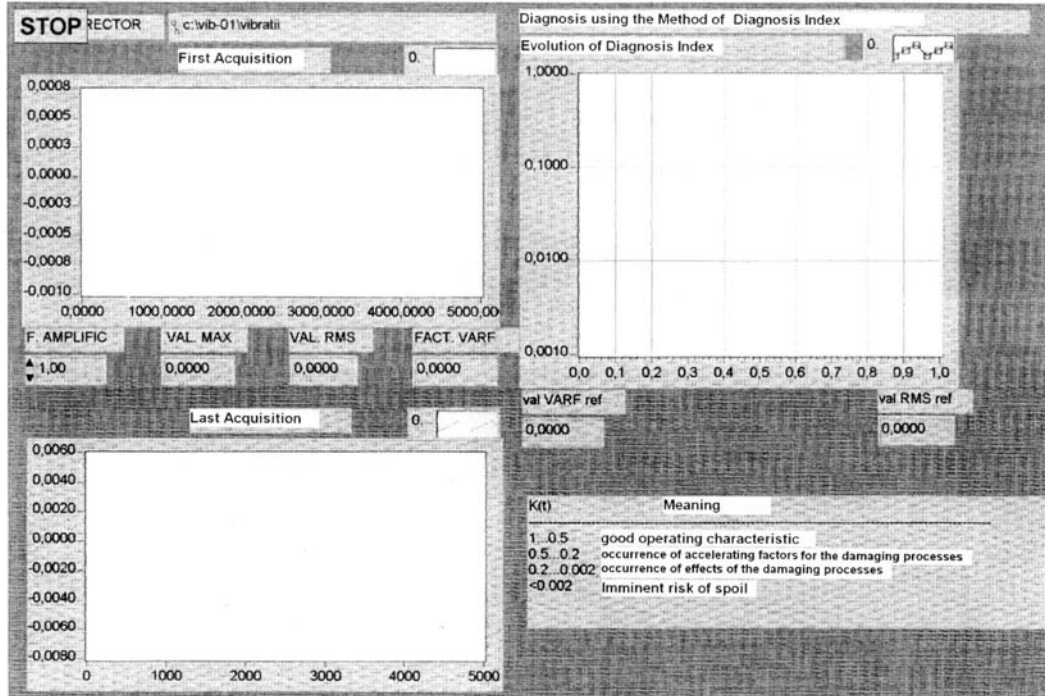 STOP RECTOR c:\vib-01\vibratii
First Acquisition 0.
0,0008
0,0005
0,0003
0,0000
-0,0003
-0,0005
-0,0008
-0,0010
0,0000 1000,0000 2000,0000 3000,0000 4000,0000 5000,00
F. AMPLIFIC VAL. MAX VAL. RMS FACT. VARF
1,00 0,0000 0,0000 0,0000
Last Acquisition 0.
0,0060
0,0040
0,0020
0,0000
-0,0020
-0,0040
-0,0060
-0,0080
0 1000 2000 3000 4000 5000
Diagnosis using the Method of Diagnosis Index
Evolution of Diagnosis Index 0.
1,0000
0,1000
0,0100
0,0010
0,0 0,1 0,2 0,3 0,4 0,5 0,6 0,7 0,8 0,9 1,0
val VARF ref val RMS ref
0,0000 0,0000
K(t) Meaning
1...0.5 good operating characteristic
0.5...0.2 occurrence of accelerating factors for the damaging processes
0.2...0.002 occurrence of effects of the damaging processes
<0.002 Imminent risk of spoil